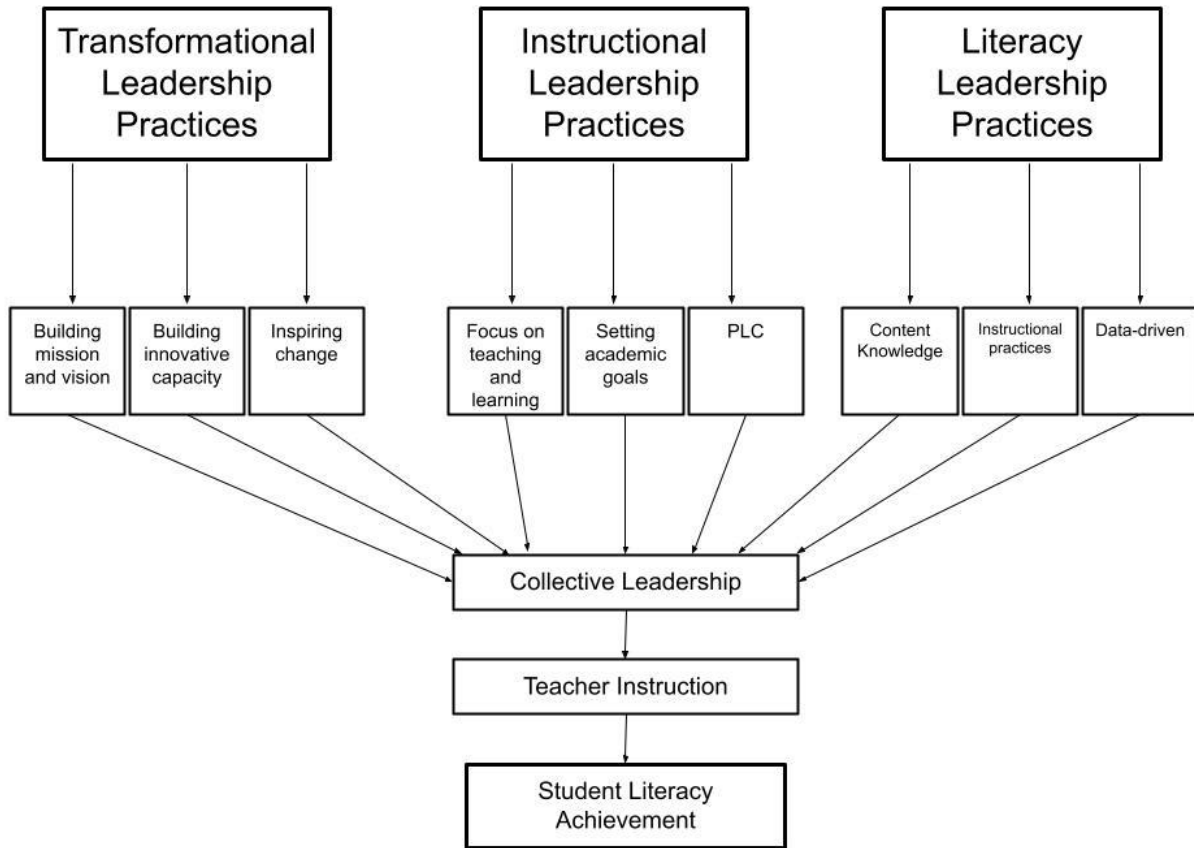 Transformational
Leadership
Practices
Instructional
Leadership
Practices
Literacy
Leadership
Practices
Building
mission
and vision
Building
innovative
capacity
Inspiring
change
Focus on
teaching
and
learning
Setting
academic
goals
PLC
Content
Knowledge
Instructional
practices
Data-driven
Collective Leadership
Teacher Instruction
Student Literacy
Achievement